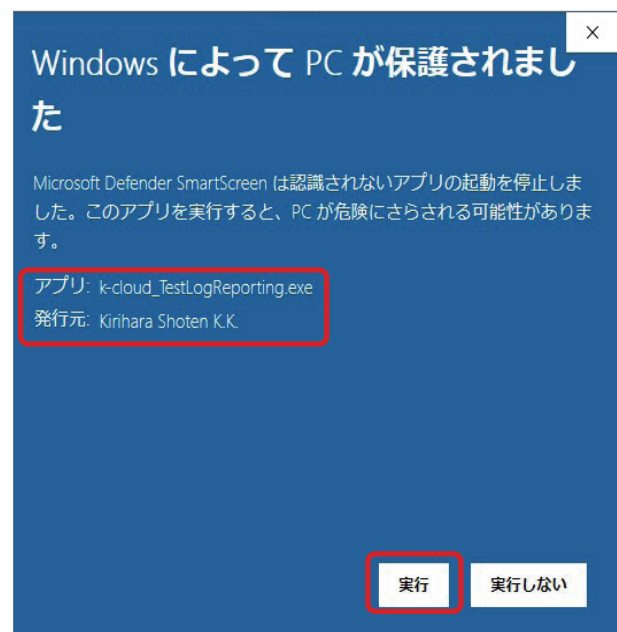 Windows によって PC が保護されまし
た
Microsoft Defender SmartScreen は認識されないアプリの起動を停止しま
した。このアプリを実行すると、PC が危険にさらされる可能性がありま
す。
アプリ: k-cloud_TestLogReporting.exe
発行元: Kirihara Shoten K.K.
実行 実行しない